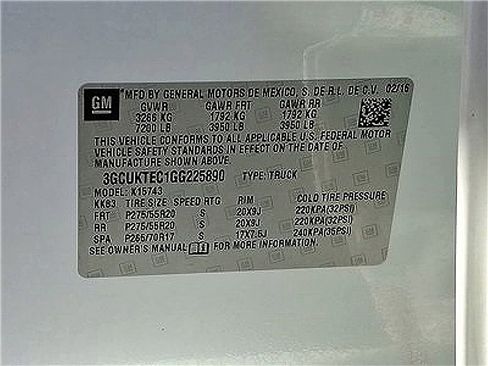 GM *MFD BY GENERAL MOTORS DE MEXICO, S. DE R.L. DE C.V. 02/16
GVWR GAWR FRT GAWR RR
3266 KG 1792 KG 1792 KG
7200 LB 3950 LB 3950 LB
THIS VEHICLE CONFORMS TO ALL APPLICABLE U.S. FEDERAL MOTOR
VEHICLE SAFETY STANDARDS IN EFFECT ON THE DATE OF
MANUFACTURE SHOWN ABOVE.
3GCUKTEC1GG225890 TYPE: TRUCK
MODEL: K15743
KKB3 TIRE SIZE SPEED RTG RIM COLD TIRE PRESSURE
FRT P275/55R20 S 20X9J 220KPA(32PSI)
RR P275/55R20 S 20X9J 220KPA(32PSI)
SPA P265/70R17 S 17X7.5J 240KPA(35PSI)
SEE OWNER'S MANUAL FOR MORE INFORMATION.